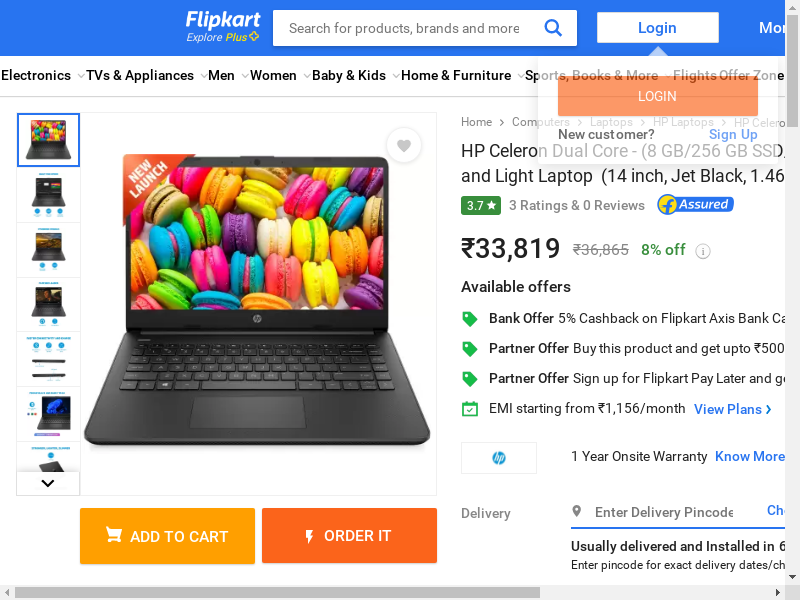 Flipkart
Explore Plus
Search for products, brands and more
Login
Electronics
TVs & Appliances
Men
Women
Baby & Kids
Home & Furniture
Sports, Books & More
Flights
Offer Zone
LOGIN
New customer?
Sign Up
Home
Computers
Laptops
HP Laptops
HP Celero
HP Celeron Dual Core - (8 GB/256 GB SSD/
and Light Laptop (14 inch, Jet Black, 1.46
3.7
3 Ratings & 0 Reviews
Assured
₹33,819
₹36,865
8% off
Available offers
Bank Offer 5% Cashback on Flipkart Axis Bank Ca
Partner Offer Buy this product and get upto ₹500
Partner Offer Sign up for Flipkart Pay Later and ge
EMI starting from ₹1,156/month
View Plans
NEW
LAUNCH
hp
hp
1 Year Onsite Warranty
Know More
ADD TO CART
ORDER IT
Delivery
Enter Delivery Pincode
Usually delivered and Installed in 6
Enter pincode for exact delivery dates/ch